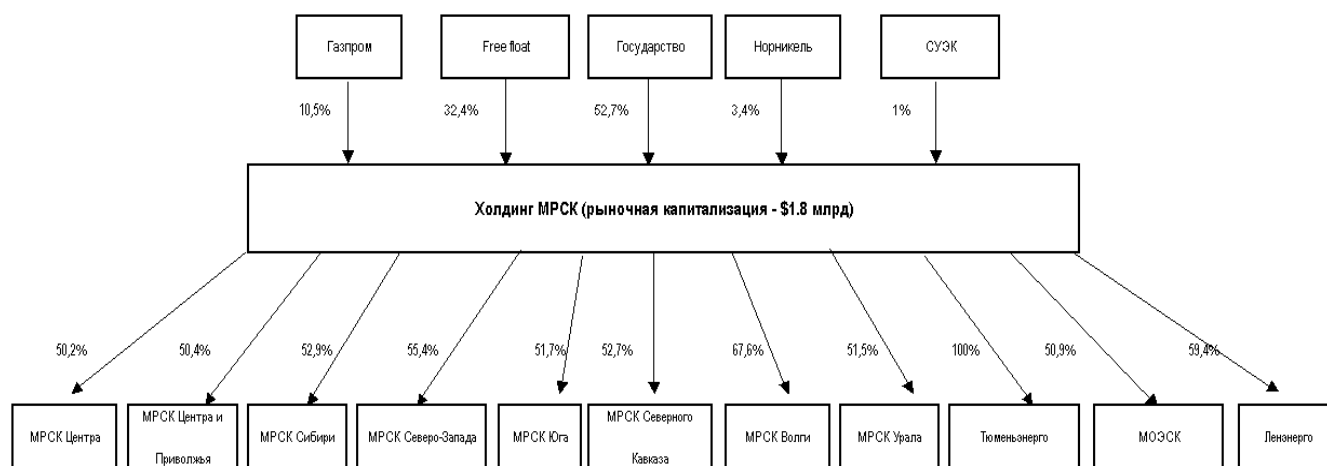 Газпром
Free float
Государство
Норникель
СУЭК
10,5%
32,4%
52,7%
3,4%
1%
Холдинг МРСК (рыночная капитализация - $1.8 млрд)
50,2%
50,4%
52,9%
55,4%
51,7%
52,7%
67,6%
51,5%
100%
50,9%
59,4%
МРСК Центра
МРСК Центра и
Приволжья
МРСК Сибири
МРСК Северо-Запада
МРСК Юга
МРСК Северного
Кавказа
МРСК Волги
МРСК Урала
Тюменьэнерго
МОЭСК
Ленэнерго